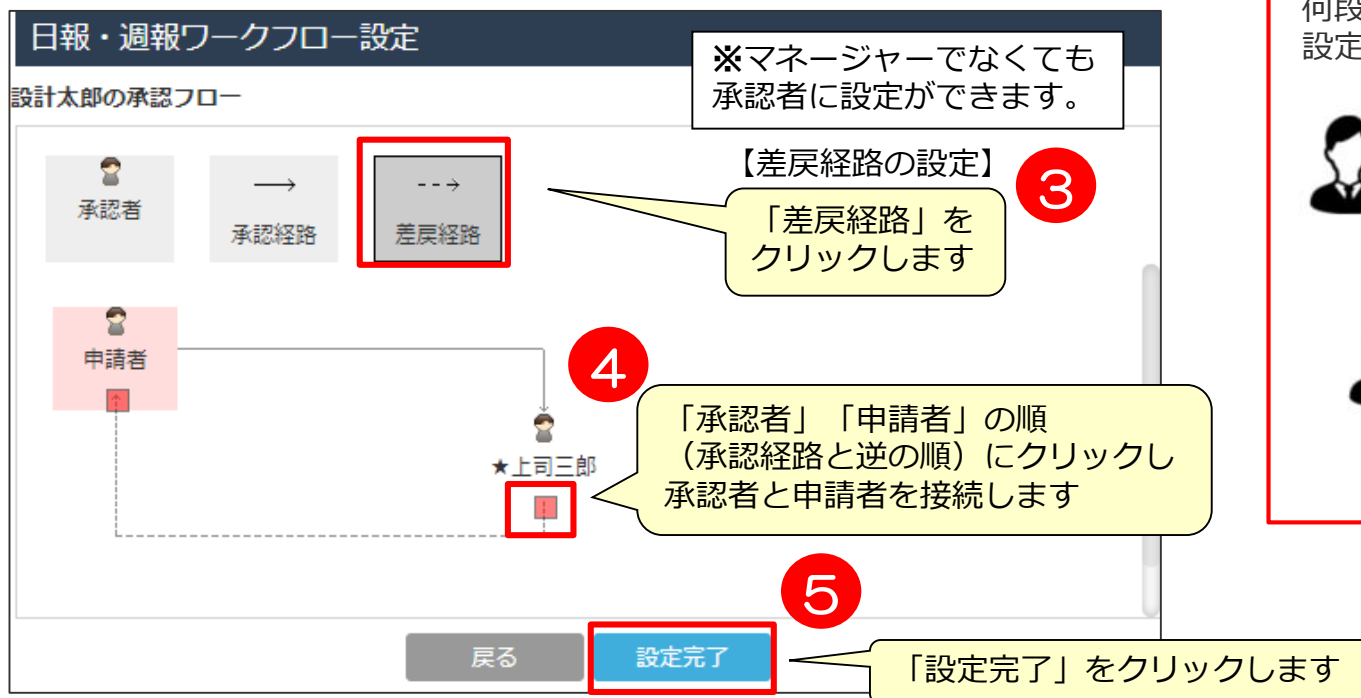 日報・週報ワークフロー設定
※マネージャーでなくても
承認者に設定ができます。
設計太郎の承認フロー
承認者
承認経路
差戻経路
【差戻経路の設定】
3
「差戻経路」を
クリックします
申請者
4
★上司三郎
「承認者」「申請者」の順
（承認経路と逆の順）にクリックし
承認者と申請者を接続します
5
戻る
設定完了
「設定完了」をクリックします
何段
設定